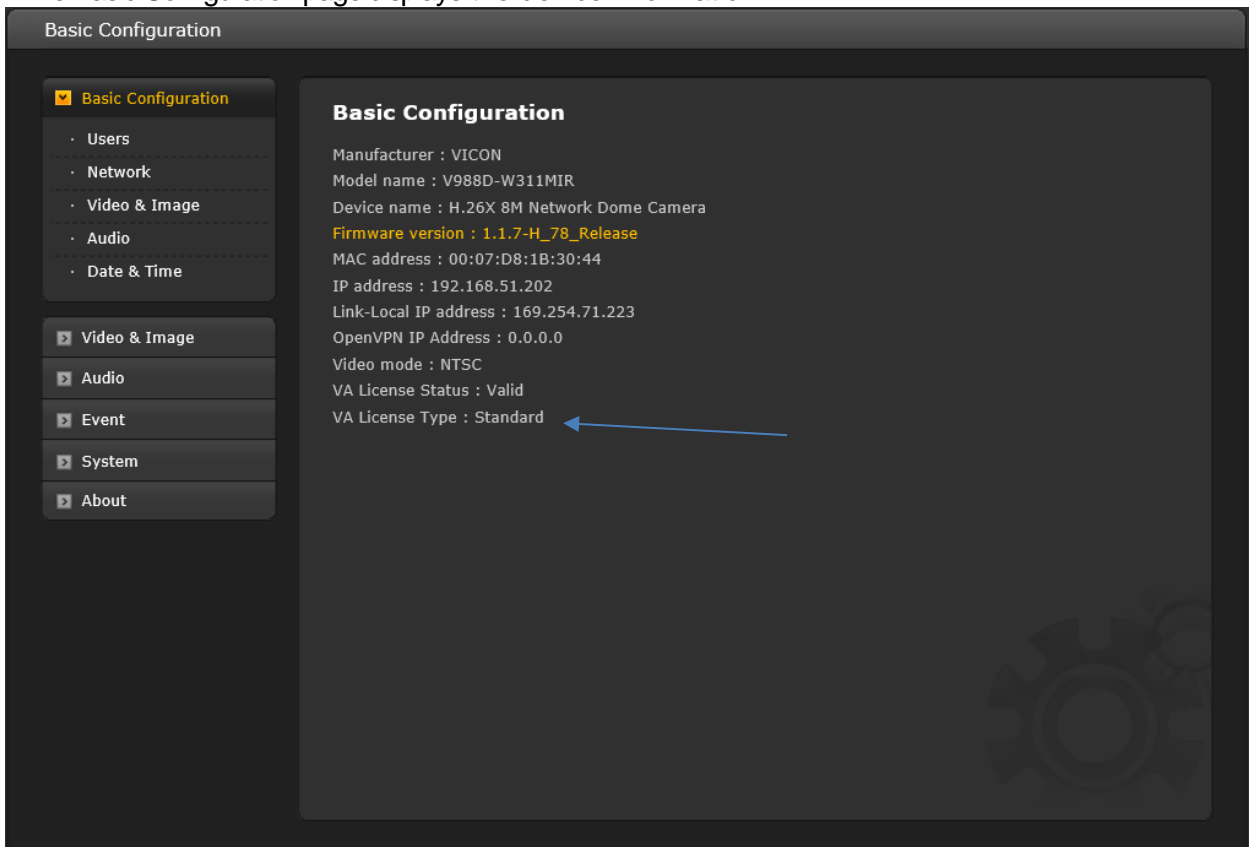 Basic Configuration
Basic Configuration
· Users
· Network
· Video & Image
· Audio
· Date & Time
Video & Image
Audio
Event
System
About
Basic Configuration
Manufacturer : VICON
Model name : V988D-W311MIR
Device name : H.26X 8M Network Dome Camera
Firmware version : 1.1.7-H_78_Release
MAC address : 00:07:D8:1B:30:44
IP address : 192.168.51.202
Link-Local IP address : 169.254.71.223
OpenVPN IP Address : 0.0.0.0
Video mode : NTSC
VA License Status : Valid
VA License Type : Standard